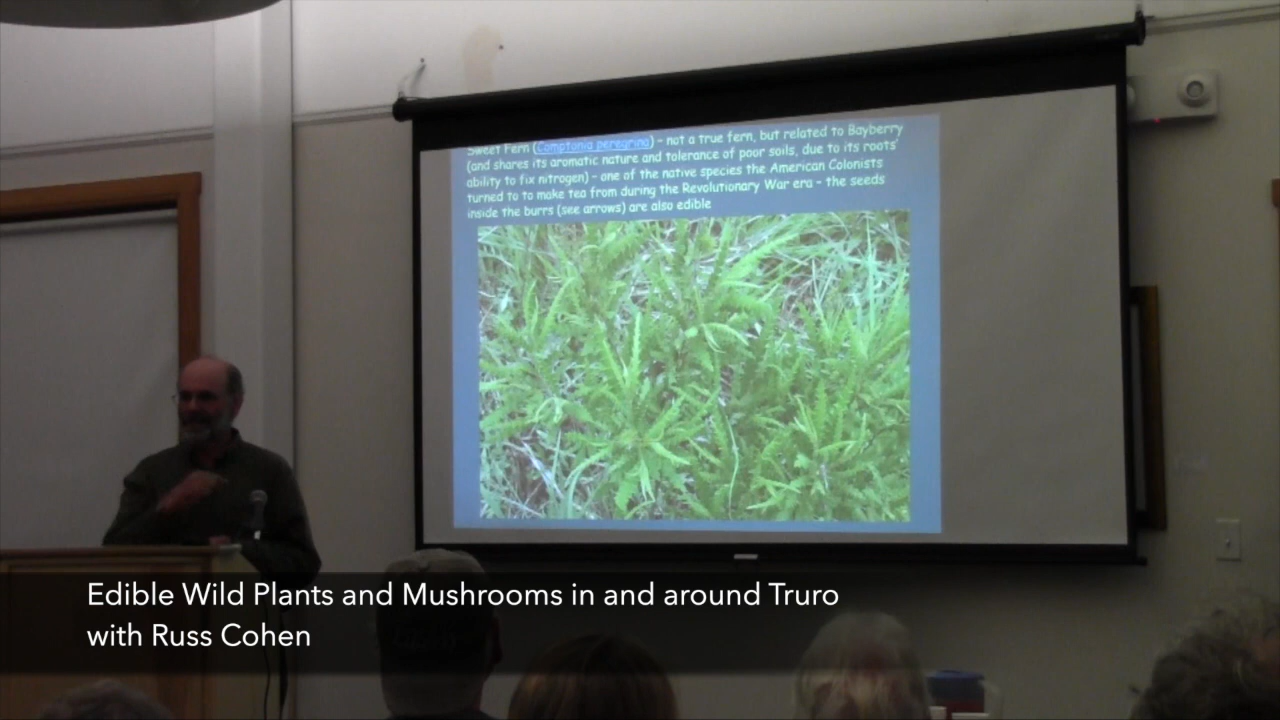 Sweet Fern (Comptonia peregrina) – not a true fern, but related to Bayberry
(and shares its aromatic nature and tolerance of poor soils, due to its roots'
ability to fix nitrogen) – one of the native species the American Colonists
turned to to make tea from during the Revolutionary War era – the seeds
inside the burrs (see arrows) are also edible
Edible Wild Plants and Mushrooms in and around Truro
with Russ Cohen